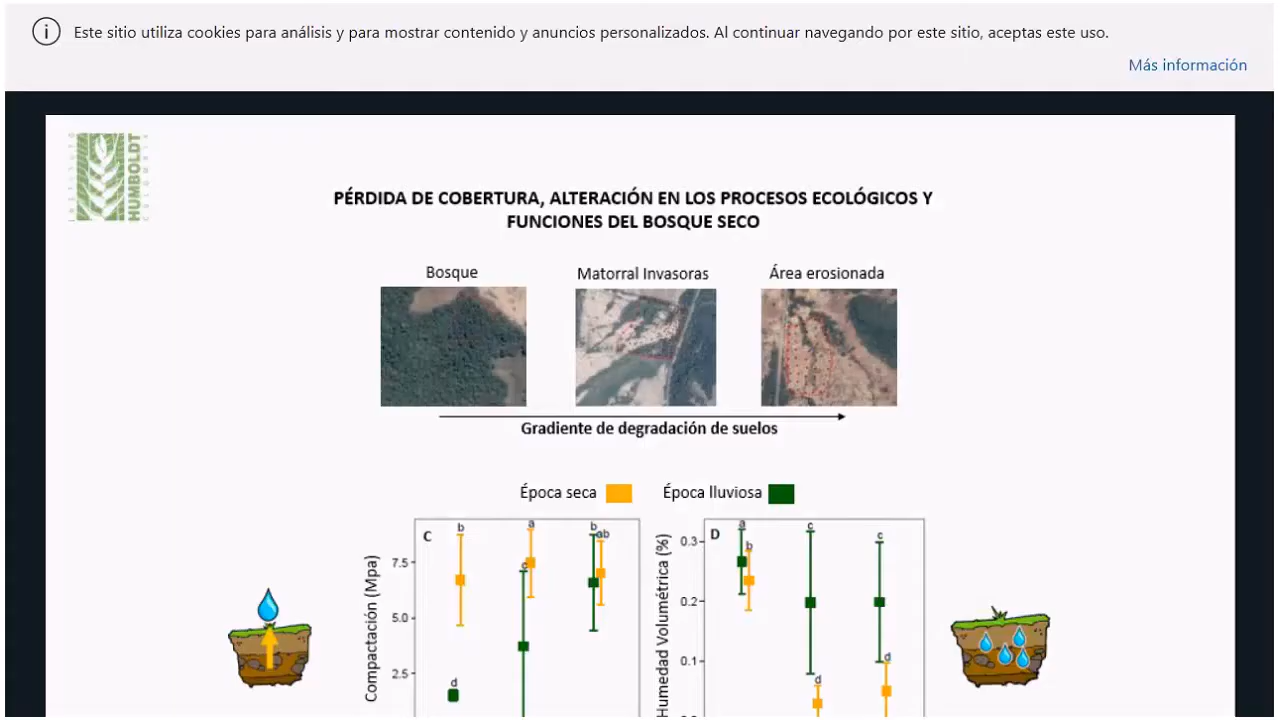 Este sitio utiliza cookies para análisis y para mostrar contenido y anuncios personalizados. Al continuar navegando por este sitio, aceptas este uso.
Más información
INSTITUTO
HUMBOLDT
COLOMBIA
PÉRDIDA DE COBERTURA, ALTERACIÓN EN LOS PROCESOS ECOLÓGICOS Y
FUNCIONES DEL BOSQUE SECO
Bosque
Matorral Invasoras
Área erosionada
Gradiente de degradación de suelos
Época seca
Época lluviosa
C
b
a
b
ab
c
d
7.5
5.0
2.5
Compactación (Mpa)
D
a
b
c
c
d
d
0.3
0.2
0.1
Humedad Volumétrica (%)